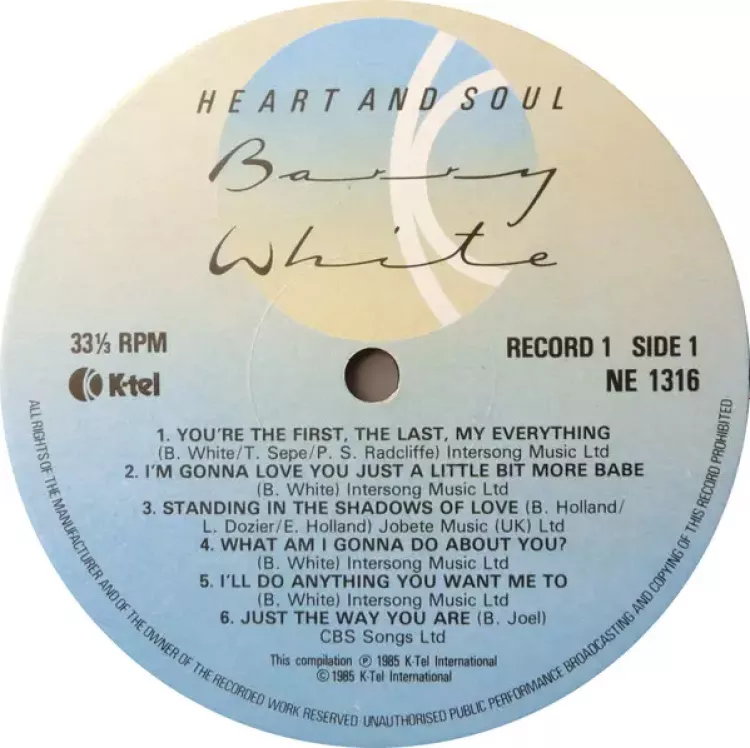 HEART AND SOUL
Barry
White
33⅓ RPM
K-tel
RECORD 1 SIDE 1
NE 1316
1. YOU'RE THE FIRST, THE LAST, MY EVERYTHING
(B. White/T. Sepe/P. S. Radcliffe) Intersong Music Ltd
2. I'M GONNA LOVE YOU JUST A LITTLE BIT MORE BABE
(B. White) Intersong Music Ltd
3. STANDING IN THE SHADOWS OF LOVE (B. Holland/
L. Dozier/E. Holland) Jobete Music (UK) Ltd
4. WHAT AM I GONNA DO ABOUT YOU?
(B. White) Intersong Music Ltd
5. I'LL DO ANYTHING YOU WANT ME TO
(B. White) Intersong Music Ltd
6. JUST THE WAY YOU ARE (B. Joel)
CBS Songs Ltd
This compilation ℗ 1985 K-Tel International
© 1985 K-Tel International
ALL RIGHTS OF THE MANUFACTURER AND OF THE OWNER OF THE RECORDED WORK RESERVED UNAUTHORISED PUBLIC PERFORMANCE BROADCASTING AND COPYING OF THIS RECORD PROHIBITED